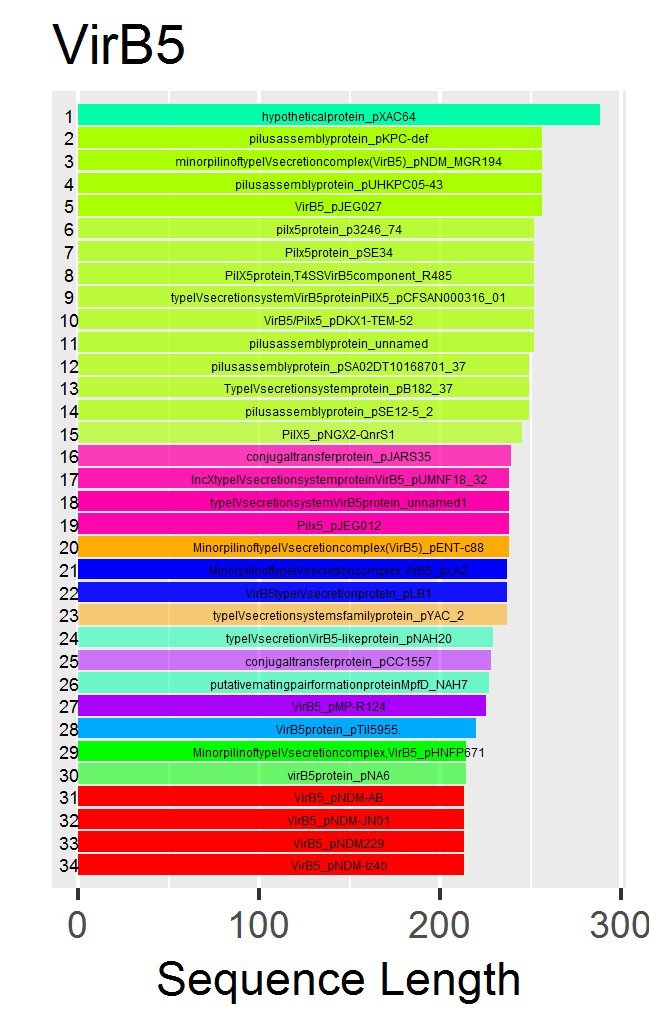 VirB5
1 hypotheticalprotein_pXAC64
2 pilusassemblyprotein_pKPC-def
3 minorpilinoftypeIVsecretioncomplex(VirB5)_pNDM_MGR194
4 pilusassemblyprotein_pUHKPC05-43
5 VirB5_pJEG027
6 pilx5protein_p3246_74
7 Pilx5protein_pSE34
8 PilX5protein,T4SSVirB5component_R485
9 typeIVsecretionsystemVirB5proteinPilX5_pCFSAN000316_01
10 VirB5/Pilx5_pDKX1-TEM-52
11 pilusassemblyprotein_unnamed
12 pilusassemblyprotein_pSA02DT10168701_37
13 TypeIVsecretionsystemprotein_pB182_37
14 pilusassemblyprotein_pSE12-5_2
15 PilX5_pNGX2-QnrS1
16 conjugaltransferprotein_pJARS35
17 IncXtypeIVsecretionsystemproteinVirB5_pUMNF18_32
18 typeIVsecretionsystemVirB5protein_unnamed1
19 Pilx5_pJEG012
20 MinorpilinoftypeIVsecretioncomplex(VirB5)_pENT-c88
21 MinorpilinoftypeIVsecretioncomplex,VirB5_pLA2
22 VirB5typeIVsecretionprotein_pLB1
23 typeIVsecretionsystemsfamilyprotein_pYAC_2
24 typeIVsecretionVirB5-likeprotein_pNAH20
25 conjugaltransferprotein_pCC1557
26 putativematingpairformationproteinMpfD_NAH7
27 VirB5_pMP-R124
28 VirB5protein_pTil5955.
29 MinorpilinoftypeIVsecretioncomplex,VirB5_pHNFP671
30 virB5protein_pNA6
31 VirB5_pNDM-AB
32 VirB5_pNDM-JN01
33 VirB5_pNDM229
34 VirB5_pNDM-Iz4b
0 100 200 300
Sequence Length